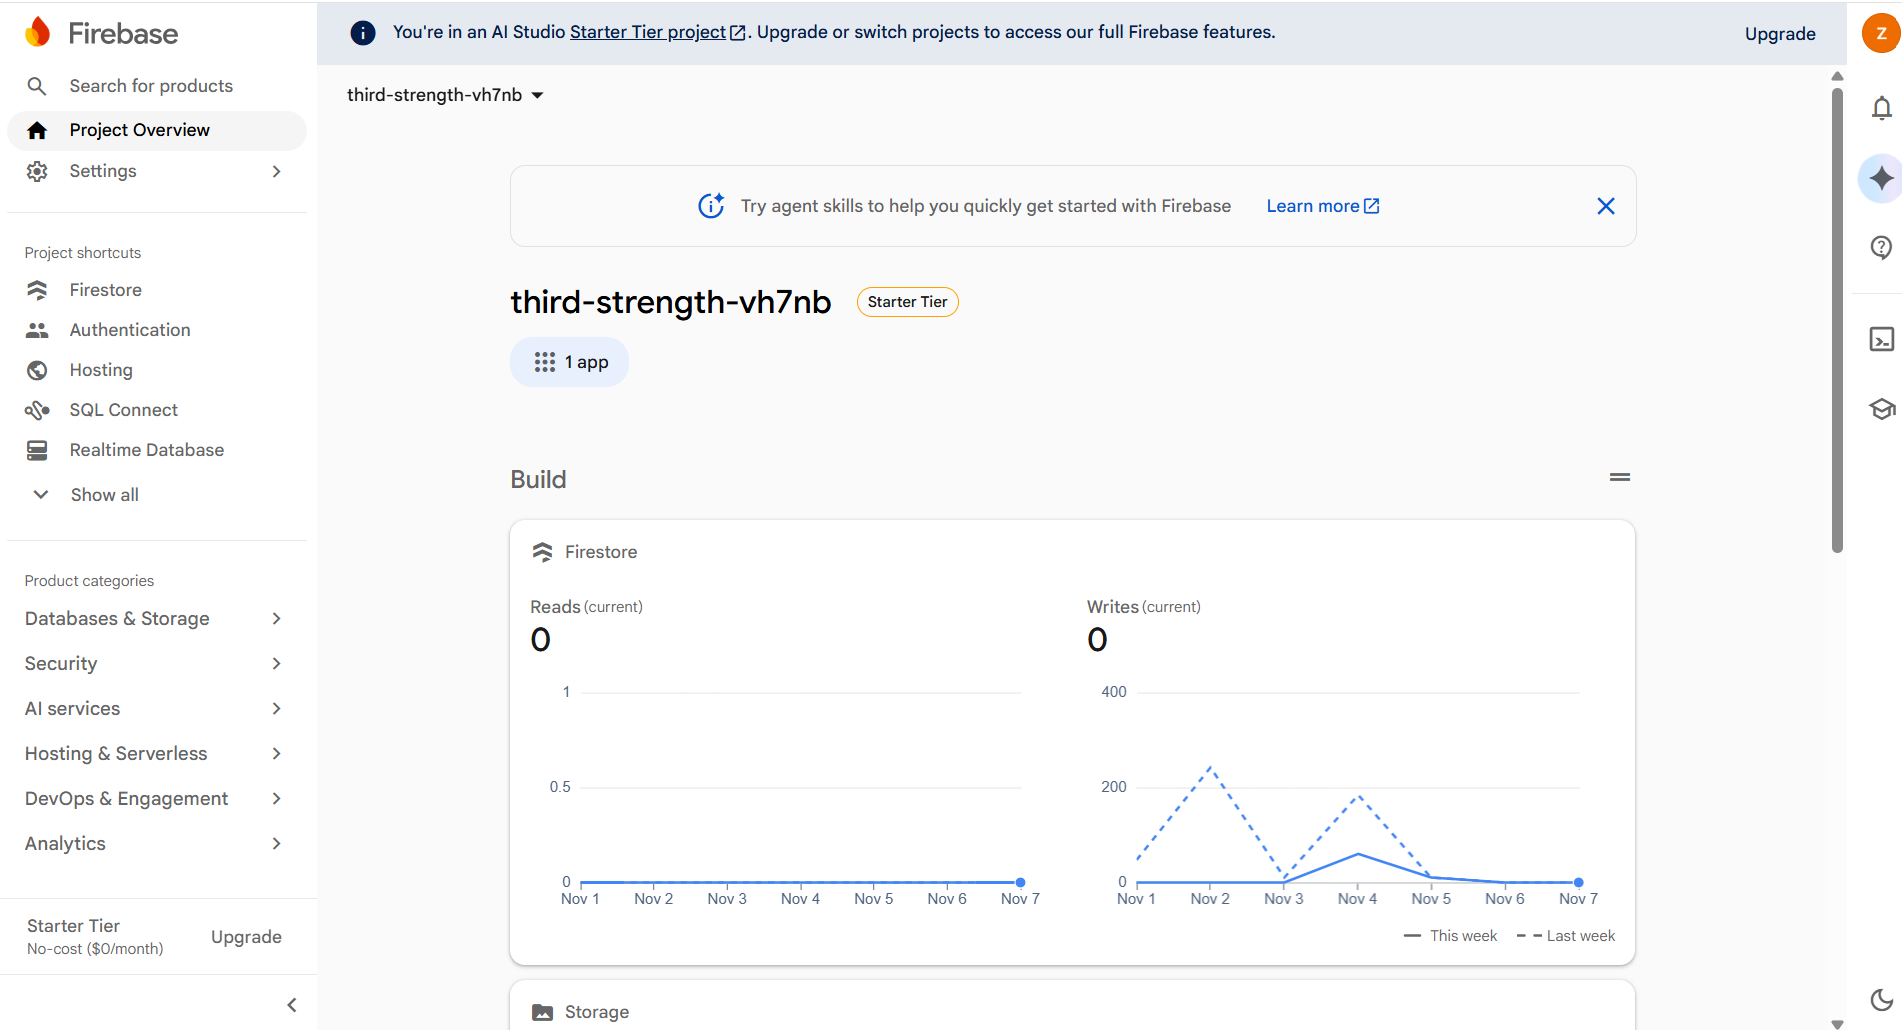 Firebase
Search for products
Project Overview
Settings
Project shortcuts
Firestore
Authentication
Hosting
SQL Connect
Realtime Database
Show all
Product categories
Databases & Storage
Security
AI services
Hosting & Serverless
DevOps & Engagement
Analytics
Starter Tier
No-cost ($0/month)
Upgrade
You're in an AI Studio Starter Tier project. Upgrade or switch projects to access our full Firebase features.
Upgrade
Z
third-strength-vh7nb
Try agent skills to help you quickly get started with Firebase
Learn more
third-strength-vh7nb
Starter Tier
1 app
Build
Firestore
Reads (current)
0
1
0.5
0
Nov 1 Nov 2 Nov 3 Nov 4 Nov 5 Nov 6 Nov 7
Writes (current)
0
400
200
0
Nov 1 Nov 2 Nov 3 Nov 4 Nov 5 Nov 6 Nov 7
This week
Last week
Storage